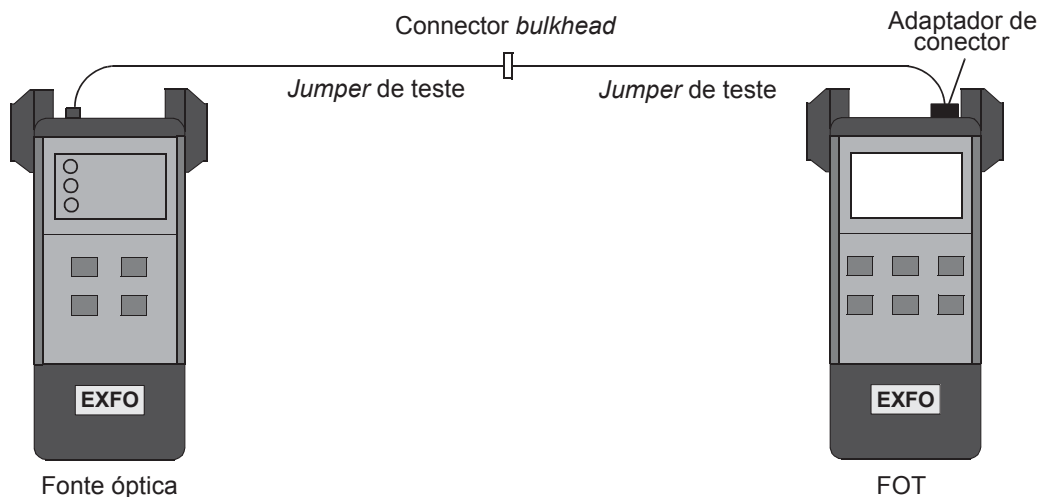 Connector bulkhead
Adaptador de
conector
Jumper de teste
Jumper de teste
EXFO
EXFO
Fonte óptica
FOT